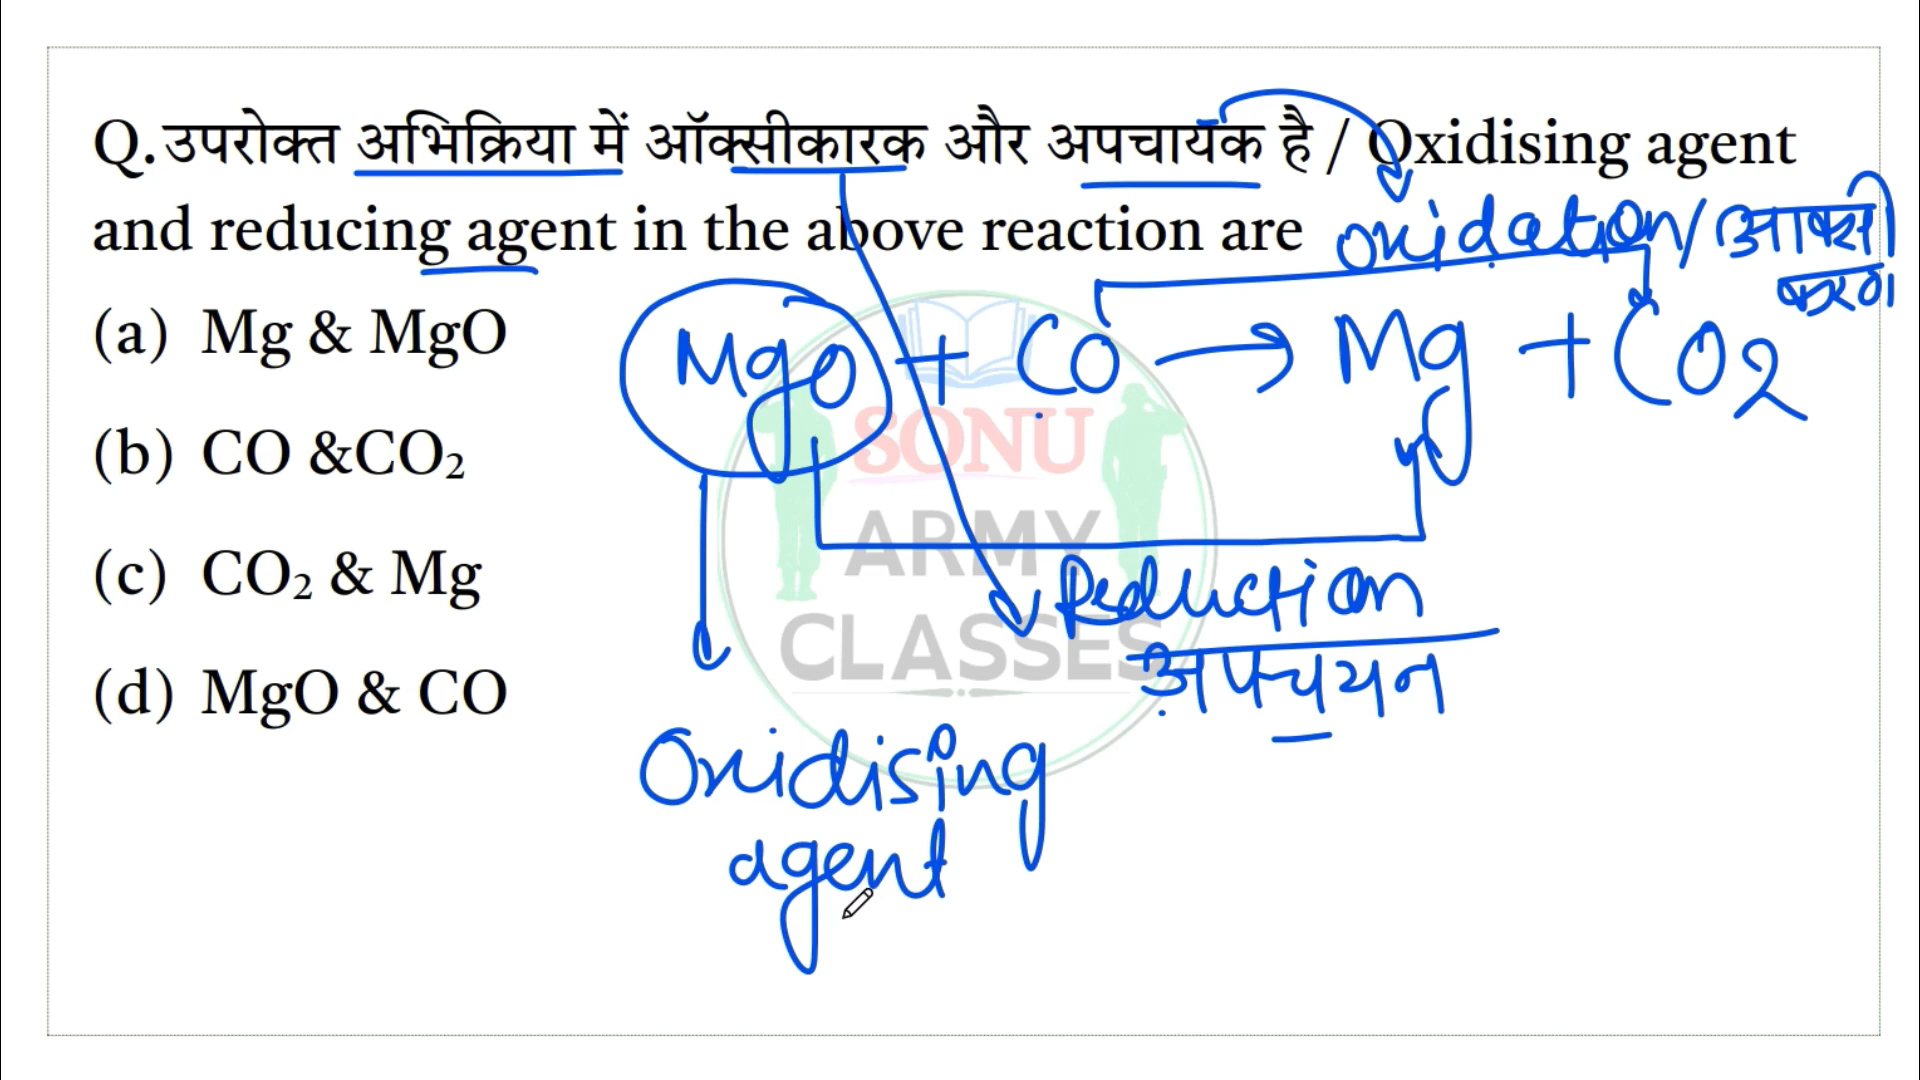 Q.उपरोक्त अभिक्रिया में ऑक्सीकारक और अपचायक है / Oxidising agent
and reducing agent in the above reaction are
oxidation/ आक्सी
करण
(a) Mg & MgO
MgO + CO → Mg + CO2
(b) CO &CO₂
SONU
ARMY
(c) CO₂ & Mg
Reduction
CLASSES
अपचयन
(d) MgO & CO
Oxidising
agent